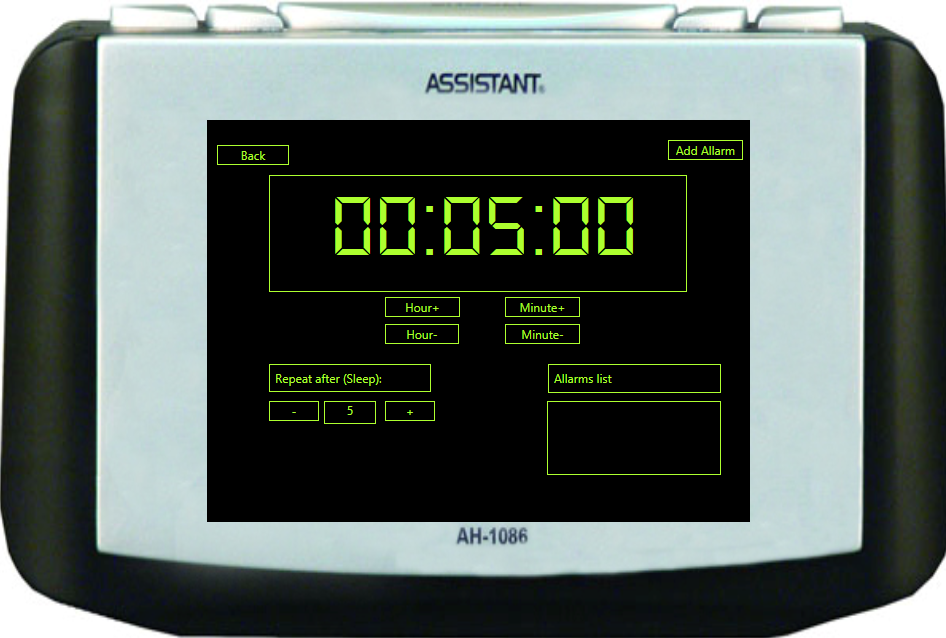 ASSISTANT
Back
Add Allarm
00:05:00
Hour+
Minute+
Hour-
Minute-
Repeat after (Sleep):
Allarms list
-
5
+
AH-1086